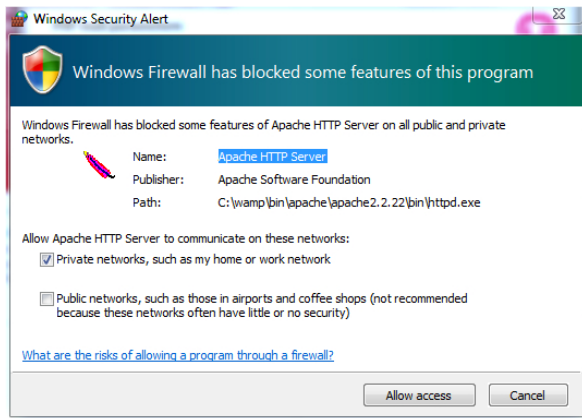 Windows Security Alert
Windows Firewall has blocked some features of this program
Windows Firewall has blocked some features of Apache HTTP Server on all public and private
networks.
Name: Apache HTTP Server
Publisher: Apache Software Foundation
Path: C:\wamp\bin\apache\apache2.2.22\bin\httpd.exe
Allow Apache HTTP Server to communicate on these networks:
Private networks, such as my home or work network
Public networks, such as those in airports and coffee shops (not recommended
because these networks often have little or no security)
What are the risks of allowing a program through a firewall?
Allow access Cancel